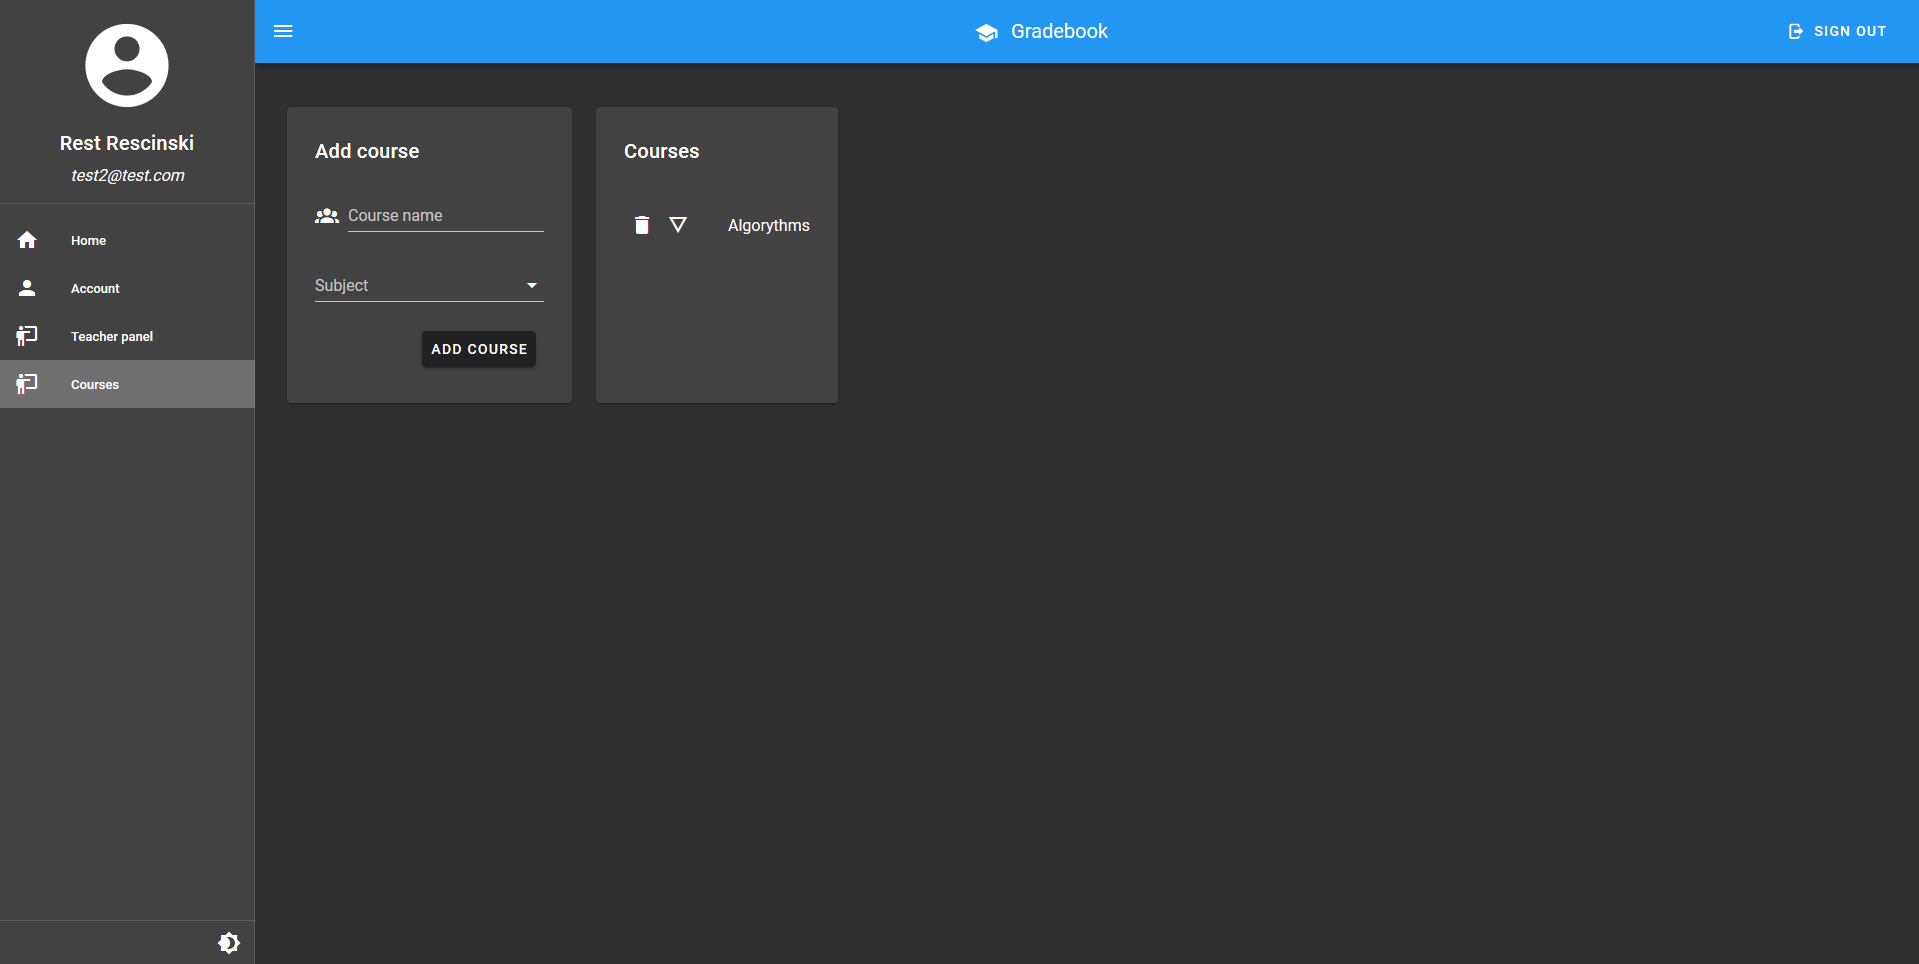 Rest Rescinski
test2@test.com
Home
Account
Teacher panel
Courses
Gradebook
SIGN OUT
Add course
Course name
Subject
ADD COURSE
Courses
Algorythms